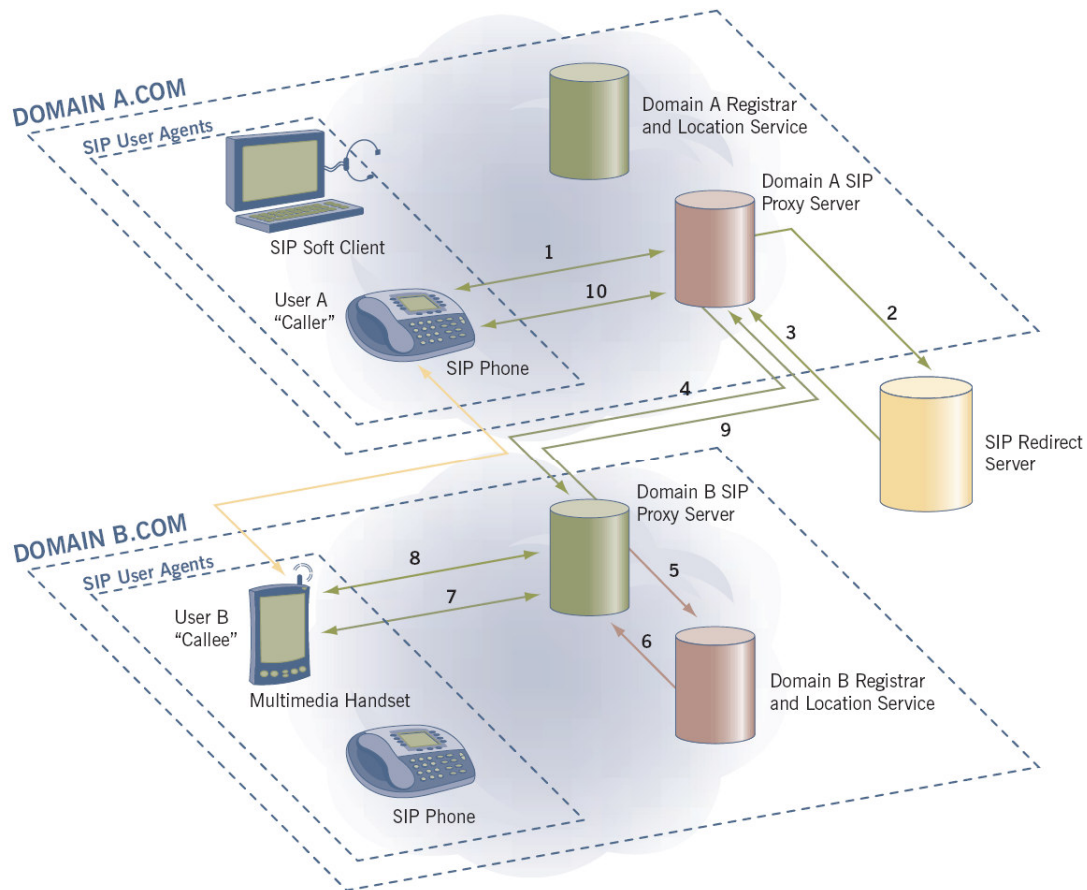 DOMAIN A.COM
SIP User Agents
Domain A Registrar
and Location Service
Domain A SIP
Proxy Server
SIP Soft Client
1
User A
“Caller”
10
2
3
SIP Phone
4
9
SIP Redirect
Server
DOMAIN B.COM
SIP User Agents
Domain B SIP
Proxy Server
8
5
User B
“Callee”
7
6
Multimedia Handset
Domain B Registrar
and Location Service
SIP Phone